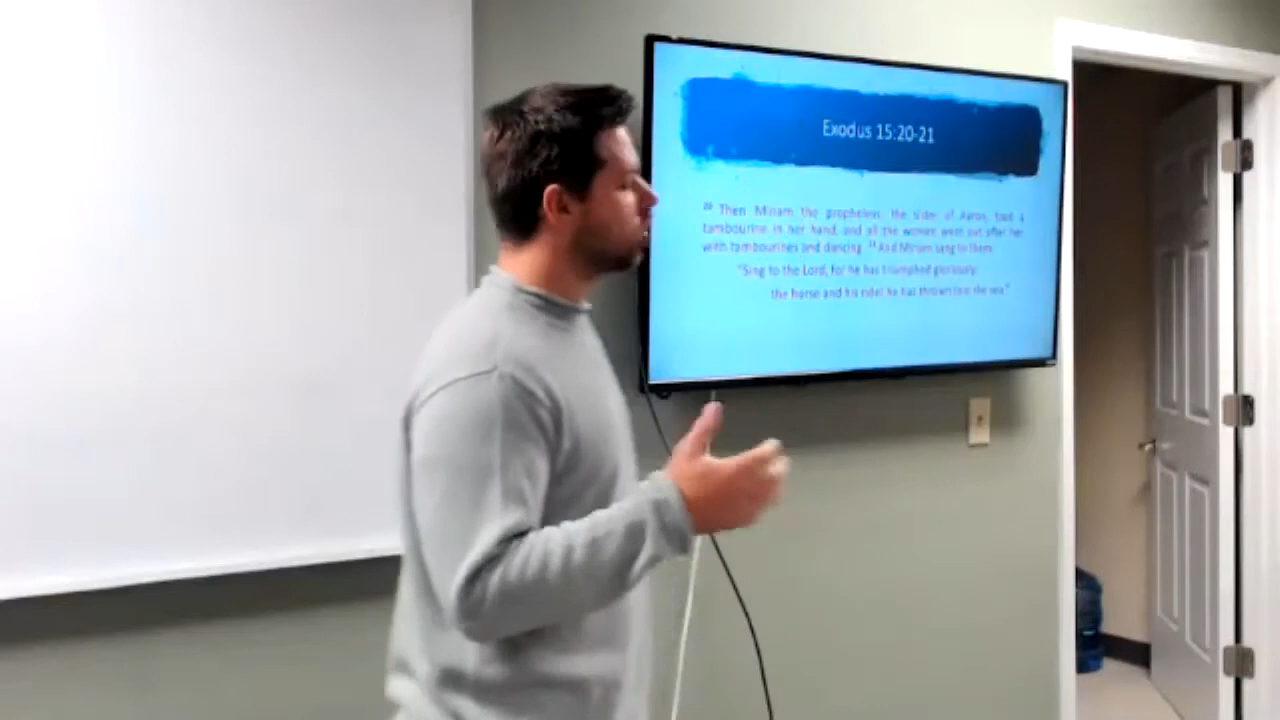 Exodus 15:20-21
20 Then Miriam the prophetess, the sister of Aaron, took a
tambourine in her hand, and all the women went out after her
with tambourines and dancing. 21 And Miriam sang to them:
"Sing to the Lord, for he has triumphed gloriously;
the horse and his rider he has thrown into the sea."